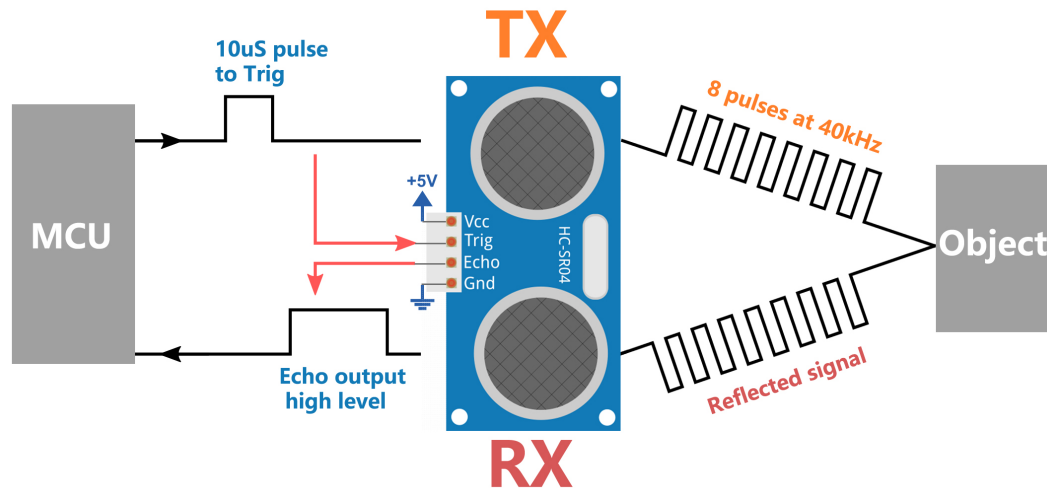 TX
10uS pulse
to Trig
8 pulses at 40kHz
MCU
+5V
Vcc
Trig
Echo
Gnd
HC-SR04
Object
Echo output
high level
Reflected signal
RX